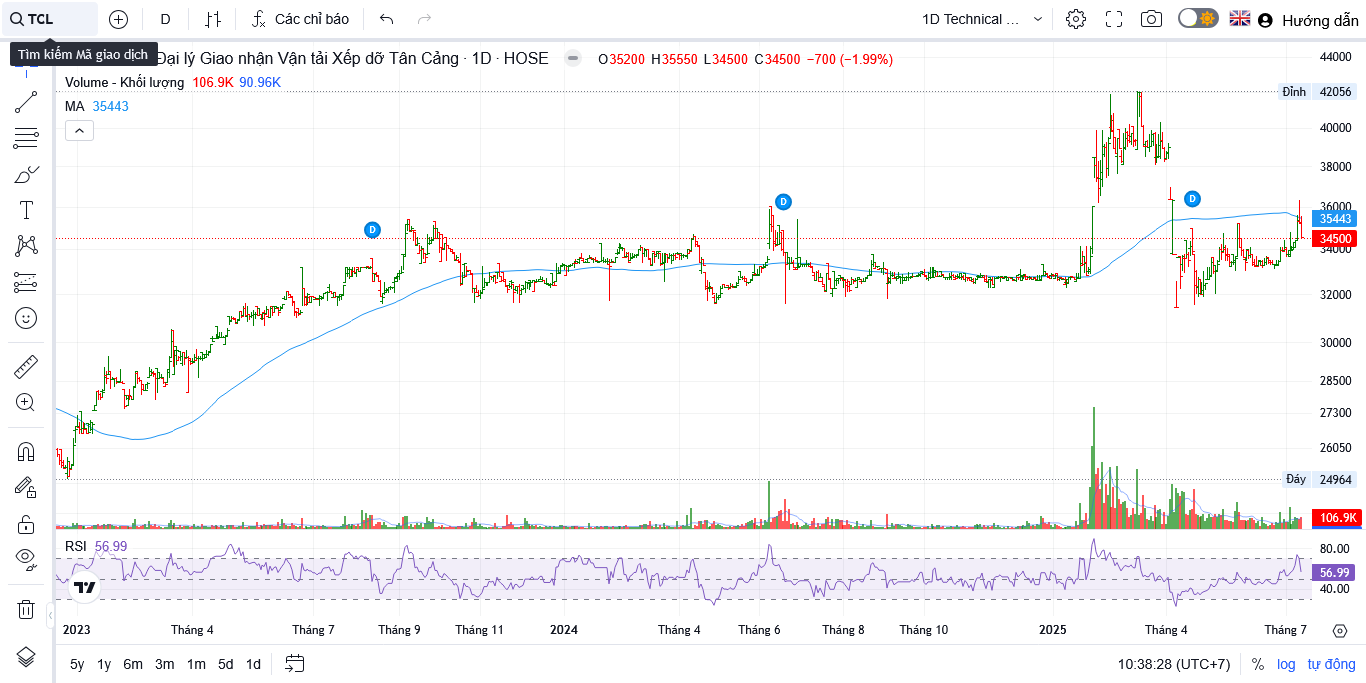 TCL
D
Các chỉ báo
1D Technical ...
Hướng dẫn
Tìm kiếm Mã giao dịch
Đại lý Giao nhận Vận tải Xếp dỡ Tân Cảng · 1D · HOSE
O35200 H35550 L34500 C34500 −700 (−1.99%)
Volume - Khối lượng 106.9K 90.96K
MA 35443
44000
Đỉnh 42056
40000
38000
36000
35443
34500
34000
32000
30000
28500
27300
26050
Đáy 24964
106.9K
D
D
D
RSI 56.99
80.00
56.99
40.00
2023 Tháng 4 Tháng 7 Tháng 9 Tháng 11 2024 Tháng 4 Tháng 6 Tháng 8 Tháng 10 2025 Tháng 4 Tháng 7
5y 1y 6m 3m 1m 5d 1d
10:38:28 (UTC+7) % log tự động